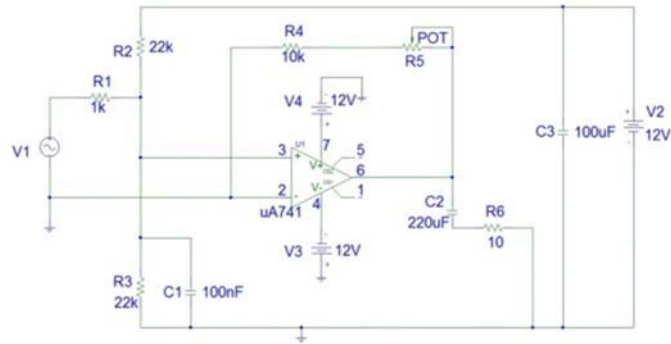 R4
10k
POT
R5
R2
22k
R1
1k
V1
V4
12V
V2
12V
C3
100uF
U1
3
+
7
V+
5
6
2
-
V-
4
1
uA741
C2
220uF
R6
10
V3
12V
R3
22k
C1
100nF